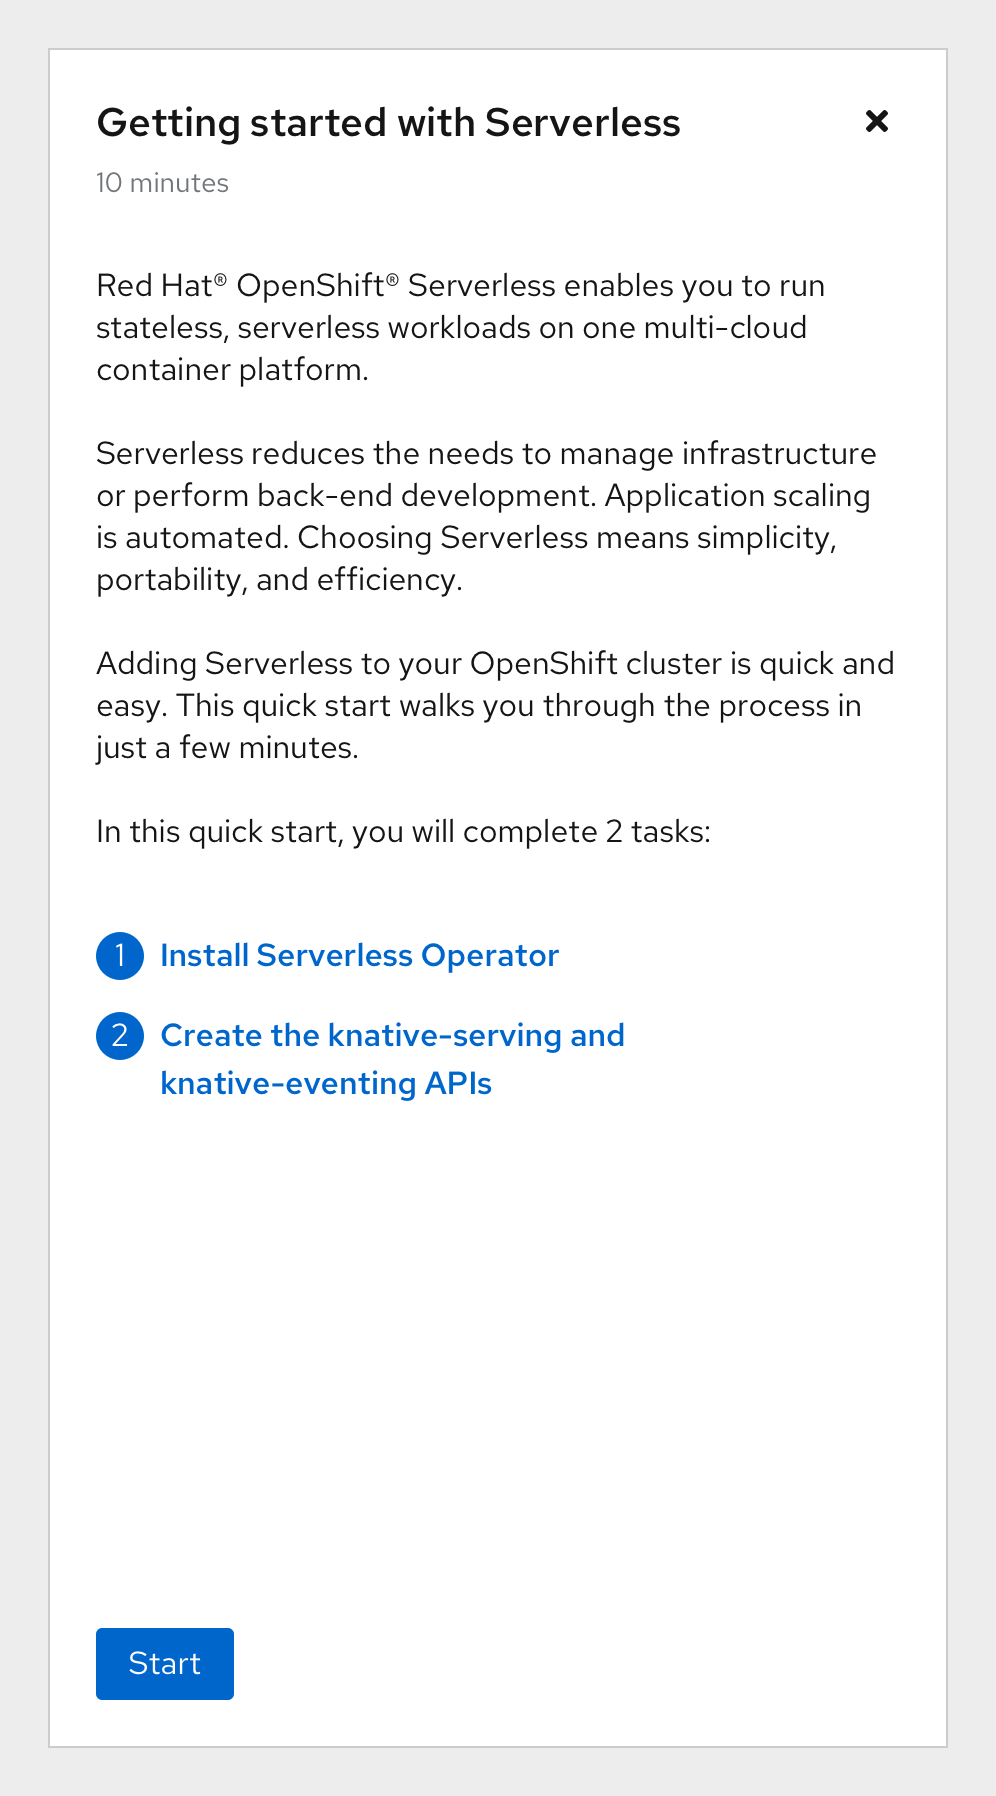 Getting started with Serverless
10 minutes
Red Hat® OpenShift® Serverless enables you to run
stateless, serverless workloads on one multi-cloud
container platform.
Serverless reduces the needs to manage infrastructure
or perform back-end development. Application scaling
is automated. Choosing Serverless means simplicity,
portability, and efficiency.
Adding Serverless to your OpenShift cluster is quick and
easy. This quick start walks you through the process in
just a few minutes.
In this quick start, you will complete 2 tasks:
1 Install Serverless Operator
2 Create the knative-serving and
knative-eventing APIs
Start